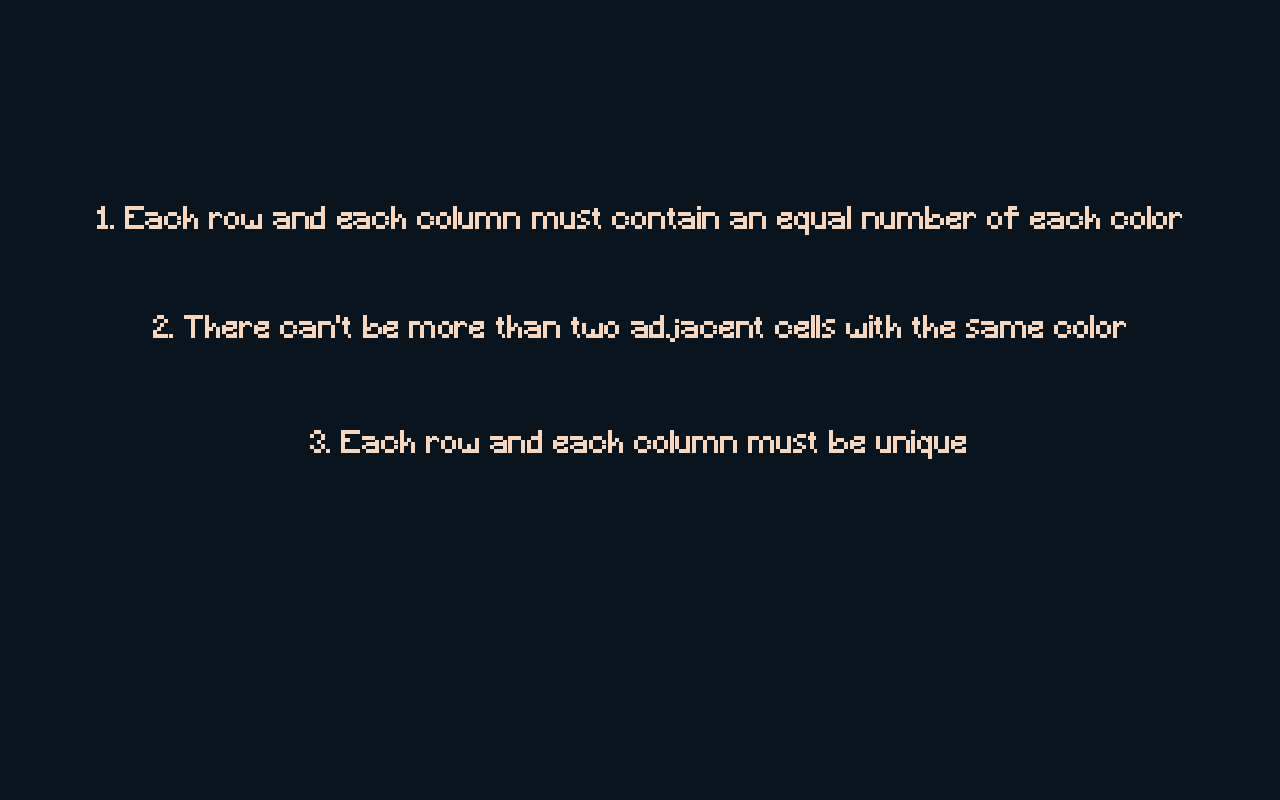 1. Each row and each column must contain an equal number of each color
2. There can't be more than two adjacent cells with the same color
3. Each row and each column must be unique